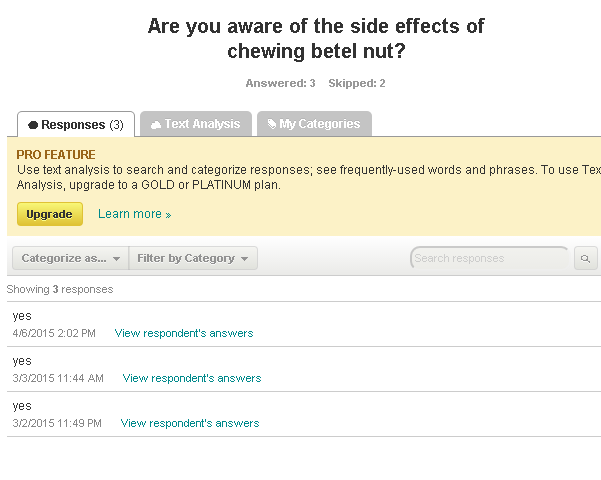 Are you aware of the side effects of
chewing betel nut?
Answered: 3 Skipped: 2
Responses (3) Text Analysis My Categories
PRO FEATURE
Use text analysis to search and categorize responses; see frequently-used words and phrases. To use Tex
Analysis, upgrade to a GOLD or PLATINUM plan.
Upgrade Learn more »
Categorize as... Filter by Category Search responses
Showing 3 responses
yes
4/6/2015 2:02 PM View respondent's answers
yes
3/3/2015 11:44 AM View respondent's answers
yes
3/2/2015 11:49 PM View respondent's answers